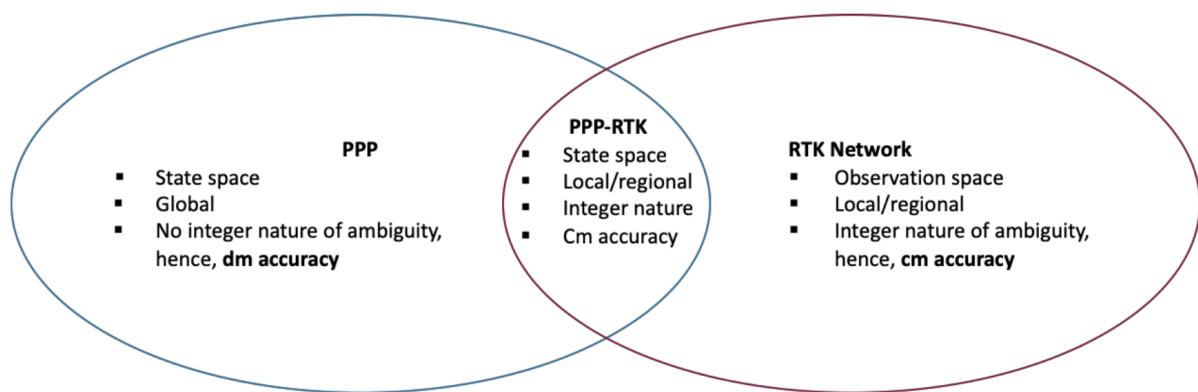 PPP
▪ State space
▪ Global
▪ No integer nature of ambiguity,
hence, dm accuracy
PPP-RTK
▪ State space
▪ Local/regional
▪ Integer nature
▪ Cm accuracy
RTK Network
▪ Observation space
▪ Local/regional
▪ Integer nature of ambiguity,
hence, cm accuracy